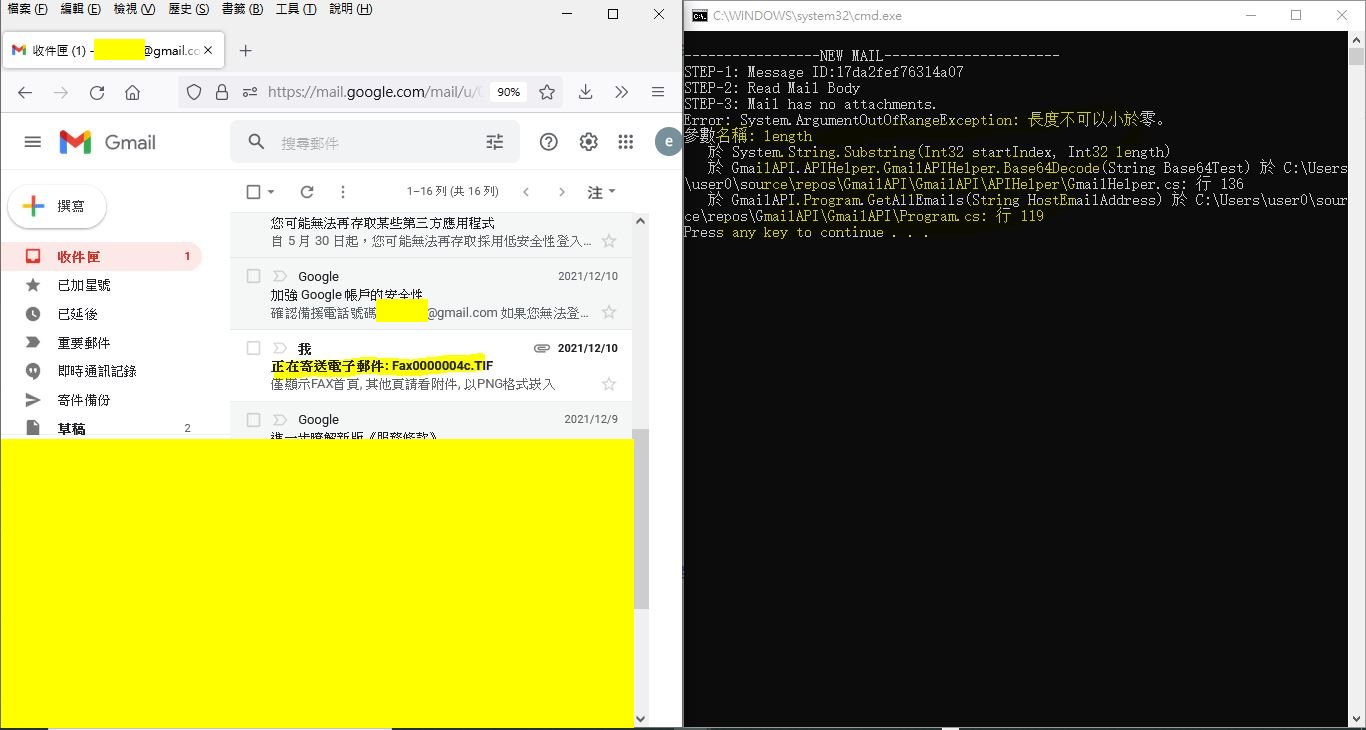 檔案 (F) 編輯 (E) 檢視 (V) 歷史 (S) 書籤 (B) 工具 (T) 說明 (H)
收件匣 (1) - @gmail.co
https://mail.google.com/mail/u/0 90%
Gmail
搜尋郵件
e
撰寫
收件匣 1
已加星號
已延後
重要郵件
即時通訊記錄
寄件備份
草稿 2
1–16 列 (共 16 列) 注
您可能無法再存取某些第三方應用程式
自 5 月 30 日起，您可能無法再存取採用低安全性登入...
Google 2021/12/10
加強 Google 帳戶的安全性
確認備援電話號碼 @gmail.com 如果您無法登...
我 2021/12/10
正在寄送電子郵件: Fax0000004c.TIF
僅顯示FAX首頁, 其他頁請看附件, 以PNG格式崁入
Google 2021/12/9
進一步瞭解新版《服務條款》
C:\WINDOWS\system32\cmd.exe
-----------------NEW MAIL----------------------
STEP-1: Message ID:17da2fef76314a07
STEP-2: Read Mail Body
STEP-3: Mail has no attachments.
Error: System.ArgumentOutOfRangeException: 長度不可以小於零。
參數名稱: length
於 System.String.Substring(Int32 startIndex, Int32 length)
於 GmailAPI.APIHelper.GmailAPIHelper.Base64Decode(String Base64Test) 於 C:\Users
\user0\source\repos\GmailAPI\GmailAPI\APIHelper\GmailHelper.cs: 行 136
於 GmailAPI.Program.GetAllEmails(String HostEmailAddress) 於 C:\Users\user0\sour
ce\repos\GmailAPI\GmailAPI\Program.cs: 行 119
Press any key to continue . . .